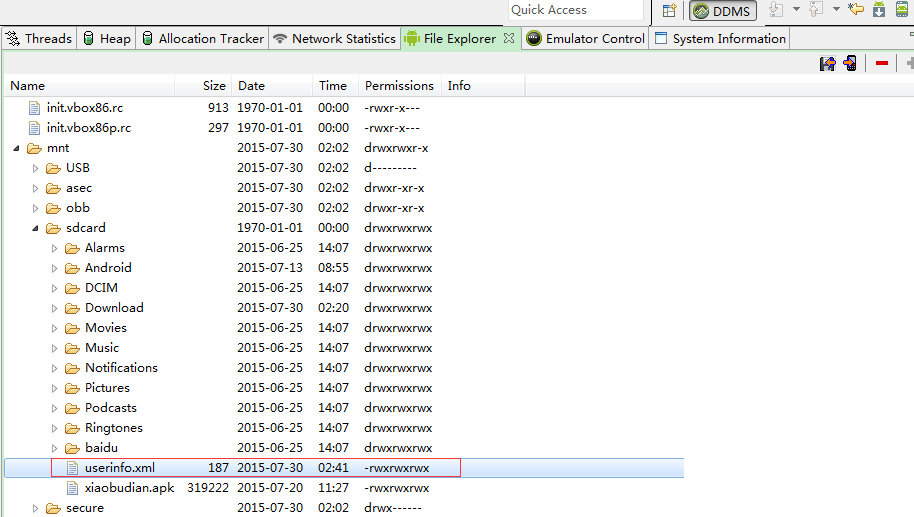 Quick Access
DDMS
Threads Heap Allocation Tracker Network Statistics File Explorer Emulator Control System Information
Name Size Date Time Permissions Info
init.vbox86.rc 913 1970-01-01 00:00 -rwxr-x---
init.vbox86p.rc 297 1970-01-01 00:00 -rwxr-x---
mnt 2015-07-30 02:02 drwxrwxr-x
USB 2015-07-30 02:02 d---------
asec 2015-07-30 02:02 drwxr-xr-x
obb 2015-07-30 02:02 drwxr-xr-x
sdcard 1970-01-01 00:00 drwxrwxrwx
Alarms 2015-06-25 14:07 drwxrwxrwx
Android 2015-07-13 08:55 drwxrwxrwx
DCIM 2015-06-25 14:07 drwxrwxrwx
Download 2015-07-30 02:20 drwxrwxrwx
Movies 2015-06-25 14:07 drwxrwxrwx
Music 2015-06-25 14:07 drwxrwxrwx
Notifications 2015-06-25 14:07 drwxrwxrwx
Pictures 2015-06-25 14:07 drwxrwxrwx
Podcasts 2015-06-25 14:07 drwxrwxrwx
Ringtones 2015-06-25 14:07 drwxrwxrwx
baidu 2015-06-25 14:07 drwxrwxrwx
userinfo.xml 187 2015-07-30 02:41 -rwxrwxrwx
xiaobudian.apk 319222 2015-07-20 11:27 -rwxrwxrwx
secure 2015-07-30 02:02 drwx------